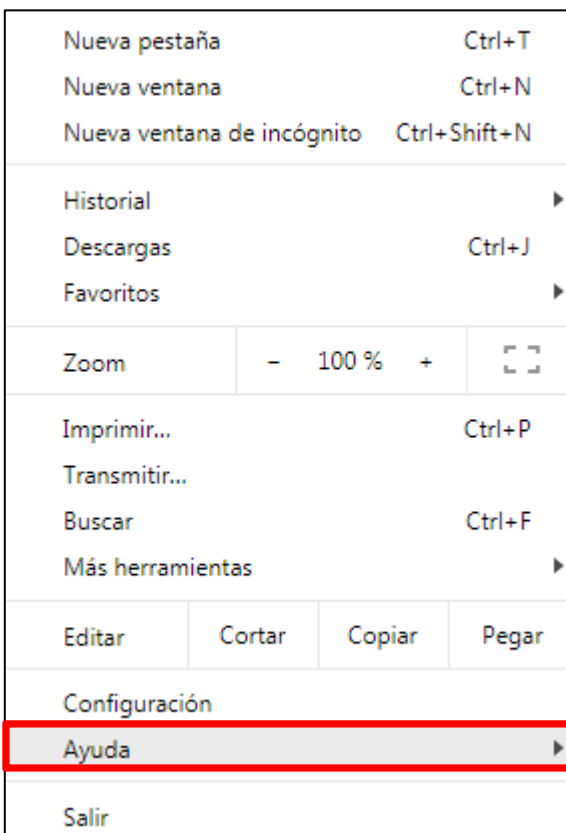 Nueva pestaña Ctrl+T
Nueva ventana Ctrl+N
Nueva ventana de incógnito Ctrl+Shift+N
Historial
Descargas Ctrl+J
Favoritos
Zoom − 100 % +
Imprimir... Ctrl+P
Transmitir...
Buscar Ctrl+F
Más herramientas
Editar Cortar Copiar Pegar
Configuración
Ayuda
Salir